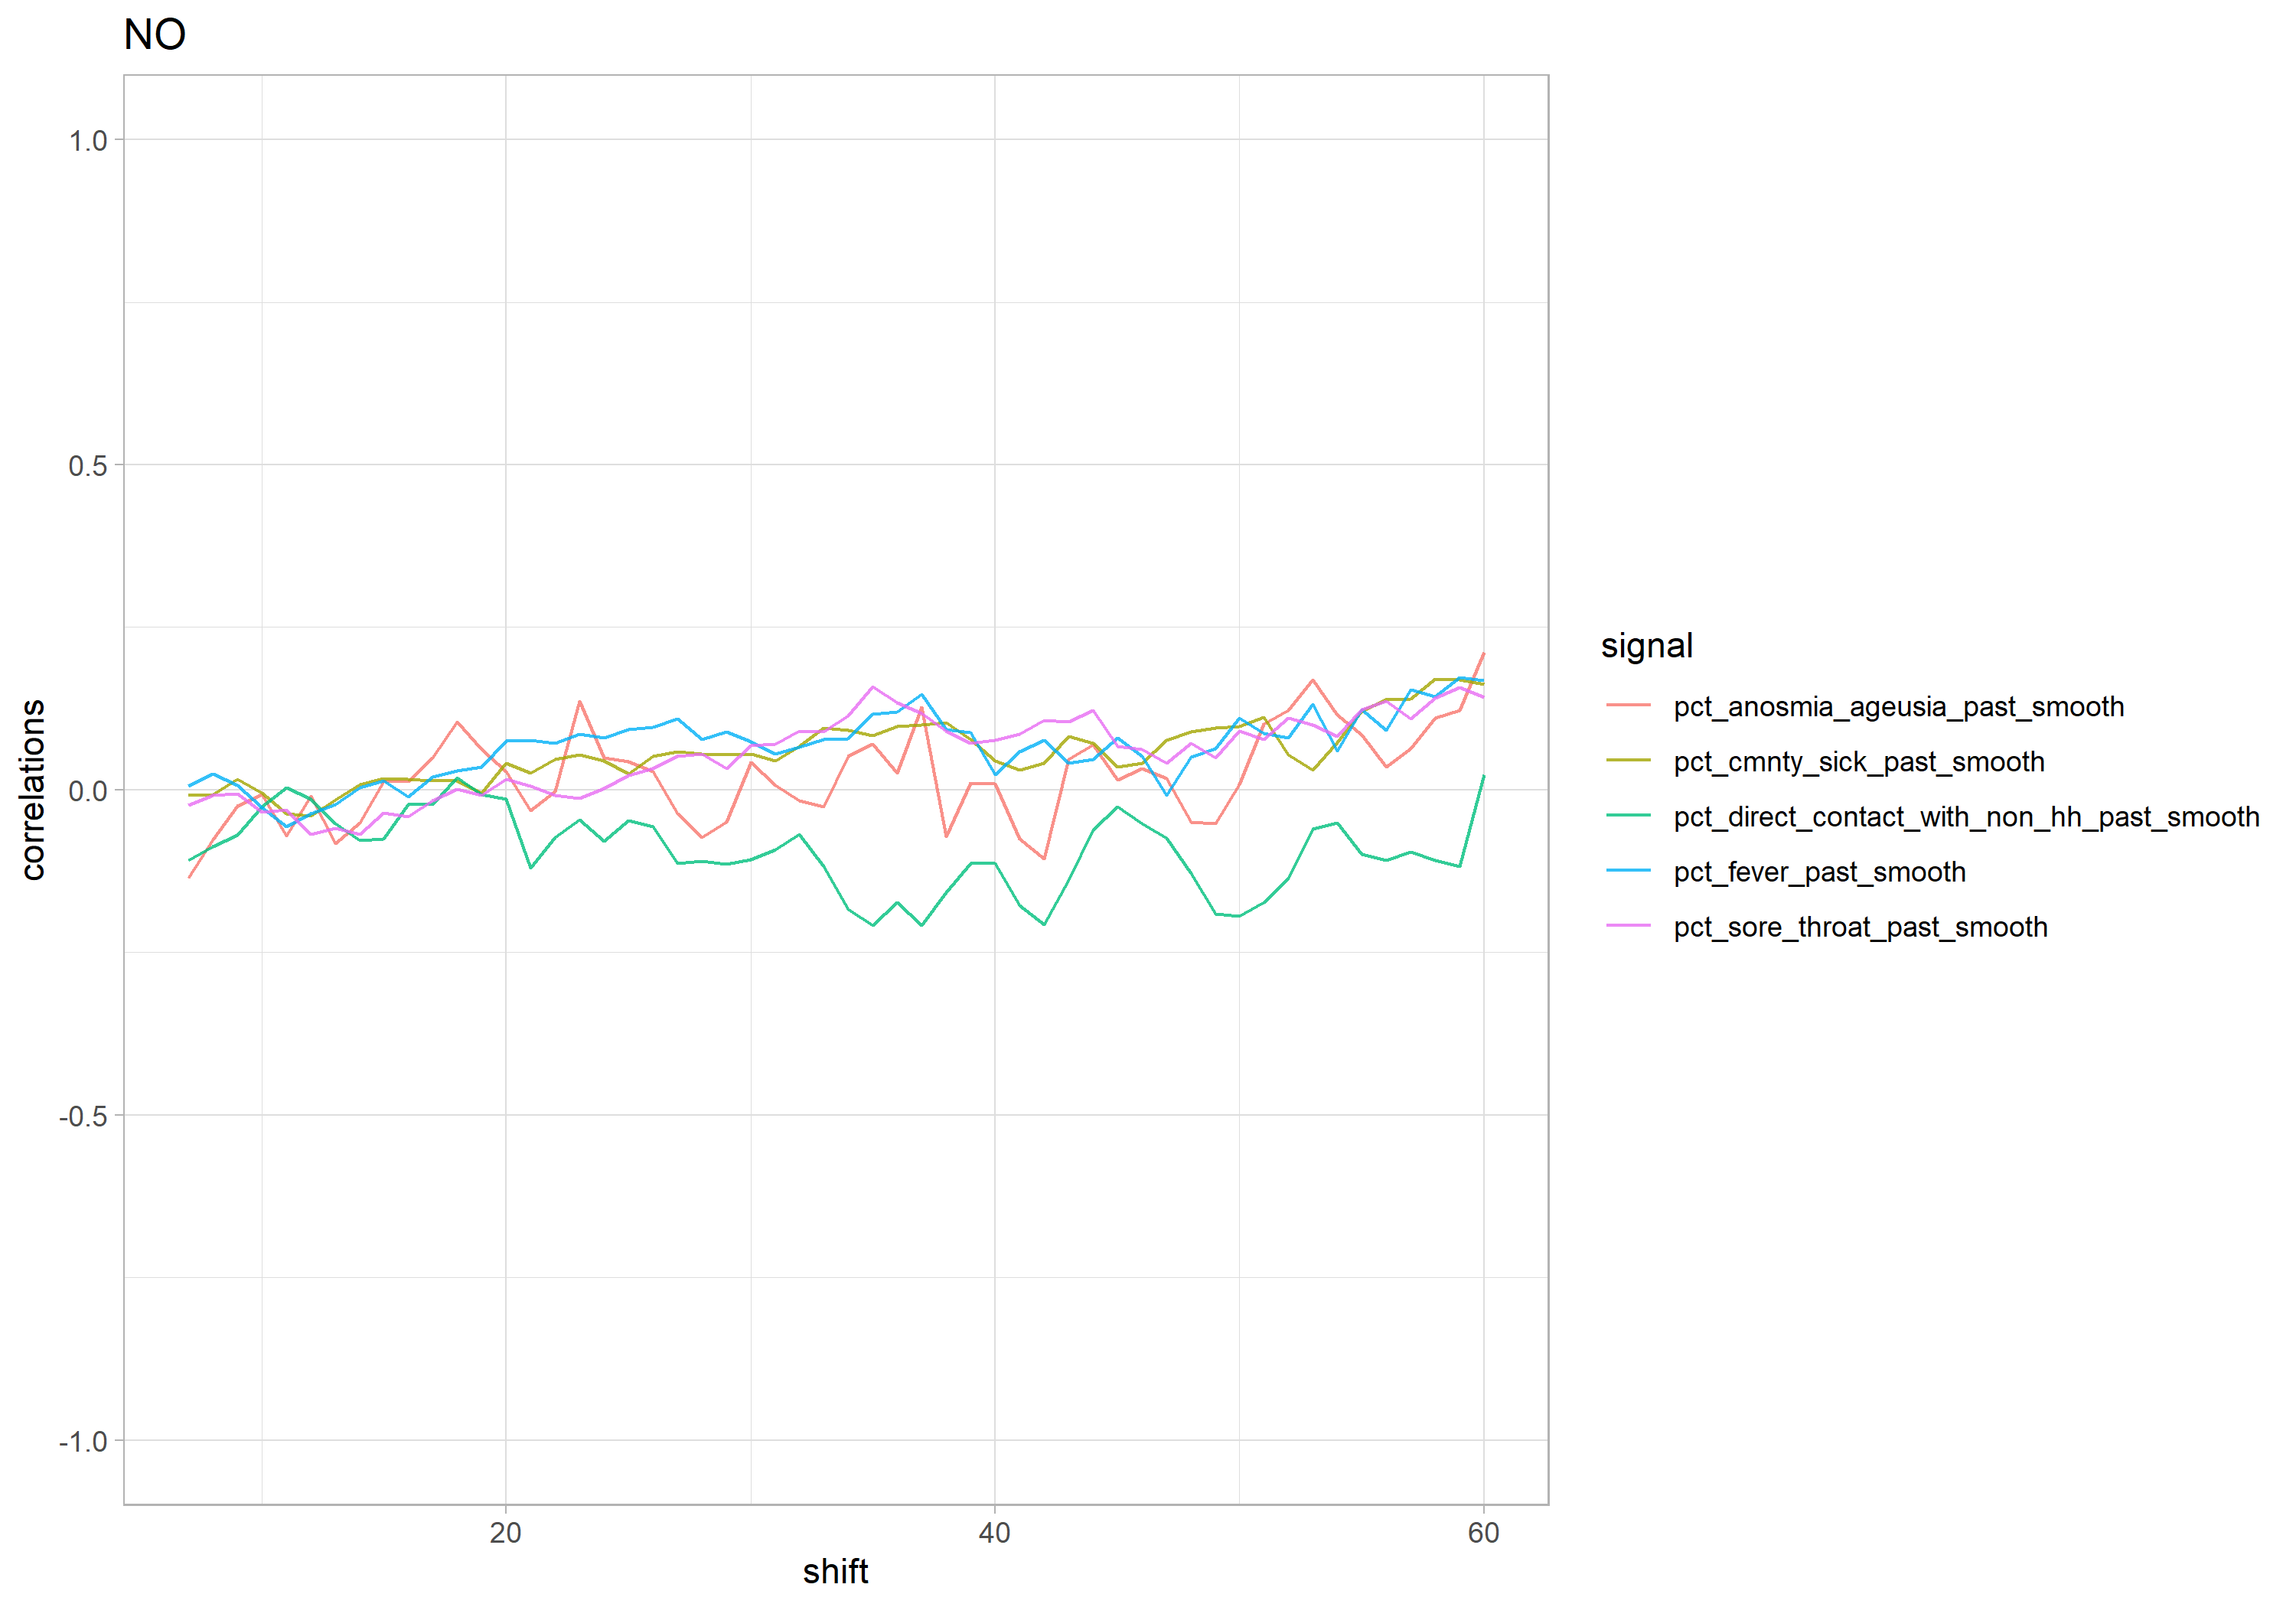 NO
1.0
0.5
0.0
-0.5
-1.0
correlations
20 40 60
shift
signal
pct_anosmia_ageusia_past_smooth
pct_cmnty_sick_past_smooth
pct_direct_contact_with_non_hh_past_smooth
pct_fever_past_smooth
pct_sore_throat_past_smooth